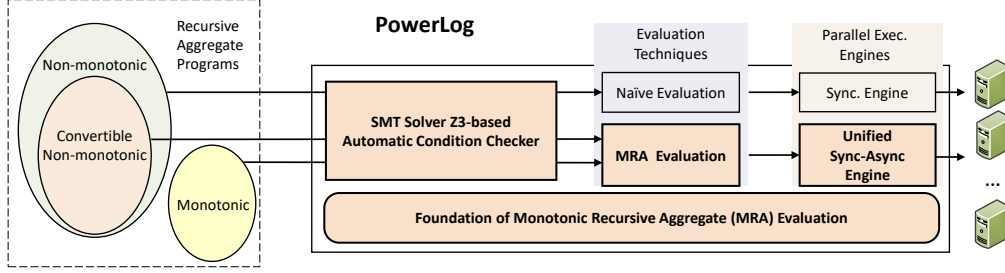 PowerLog
Recursive
Aggregate
Programs
Non-monotonic
Convertible
Non-monotonic
Monotonic
SMT Solver Z3-based
Automatic Condition Checker
Evaluation
Techniques
Naïve Evaluation
MRA Evaluation
Parallel Exec.
Engines
Sync. Engine
Unified
Sync-Async
Engine
...
Foundation of Monotonic Recursive Aggregate (MRA) Evaluation